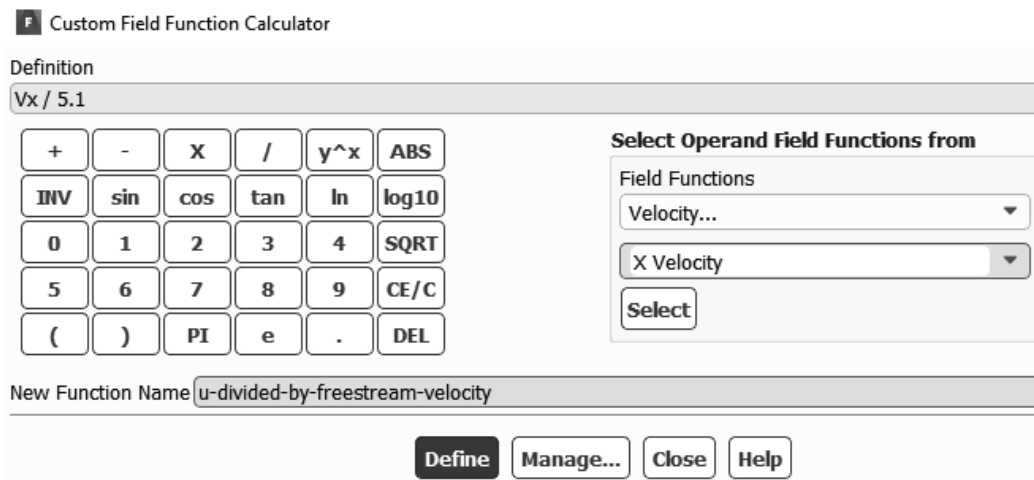 F Custom Field Function Calculator
Definition
Vx / 5.1
+ - X / y^x ABS
INV sin cos tan ln log10
0 1 2 3 4 SQRT
5 6 7 8 9 CE/C
( ) PI e . DEL
Select Operand Field Functions from
Field Functions
Velocity...
X Velocity
Select
New Function Name u-divided-by-freestream-velocity
Define Manage... Close Help